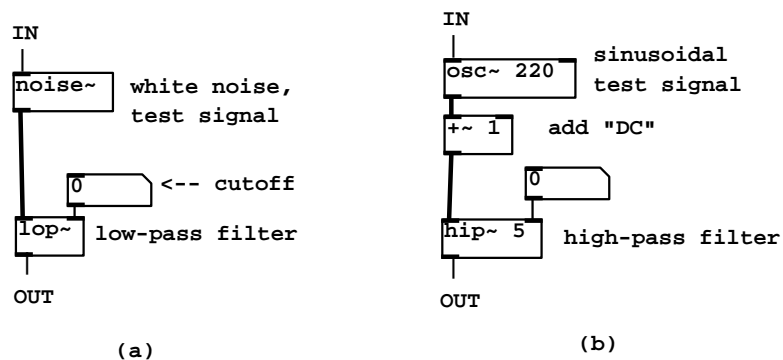 IN
noise~
white noise,
test signal
0
<-- cutoff
lop~
low-pass filter
OUT
(a)
IN
osc~ 220
sinusoidal
test signal
+~ 1
add "DC"
0
hip~ 5
high-pass filter
OUT
(b)